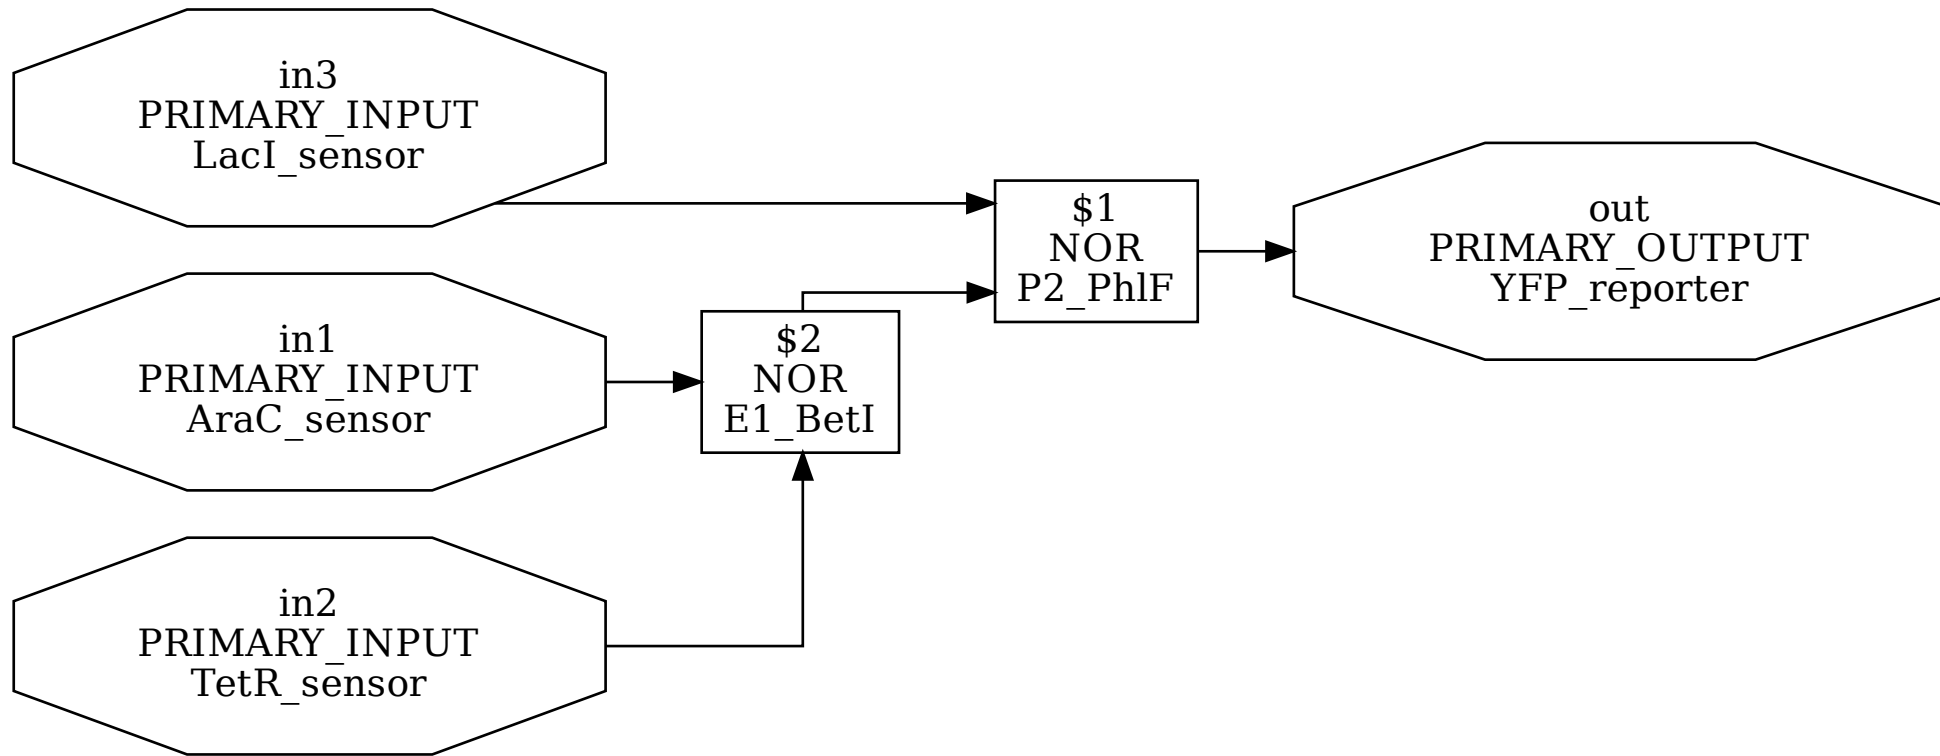 in3
PRIMARY_INPUT
LacI_sensor
in1
PRIMARY_INPUT
AraC_sensor
in2
PRIMARY_INPUT
TetR_sensor
$2
NOR
E1_BetI
$1
NOR
P2_PhlF
out
PRIMARY_OUTPUT
YFP_reporter